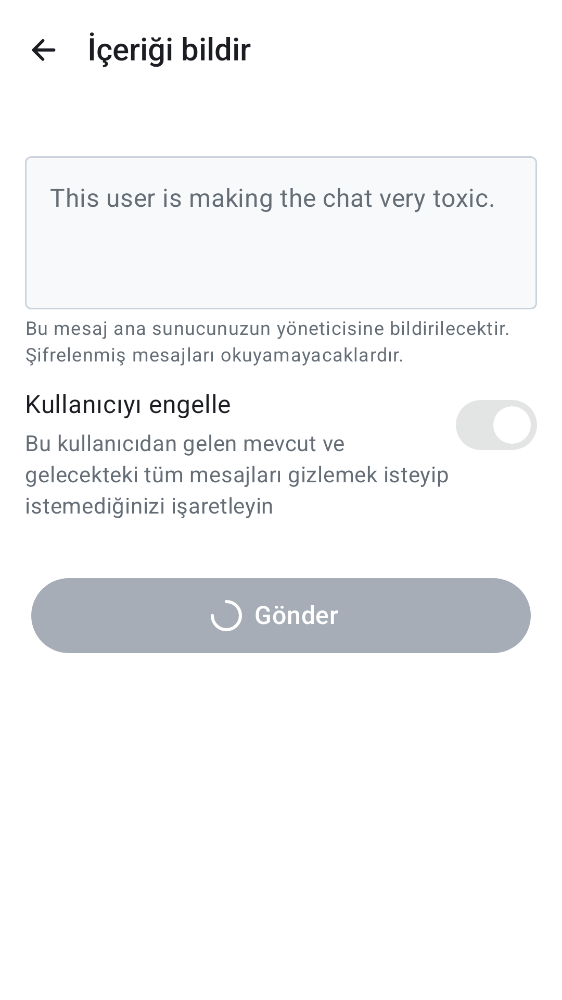 İçeriği bildir
This user is making the chat very toxic.
Bu mesaj ana sunucunuzun yöneticisine bildirilecektir.
Şifrelenmiş mesajları okuyamayacaklardır.
Kullanıcıyı engelle
Bu kullanıcıdan gelen mevcut ve
gelecekteki tüm mesajları gizlemek isteyip
istemediğinizi işaretleyin
Gönder